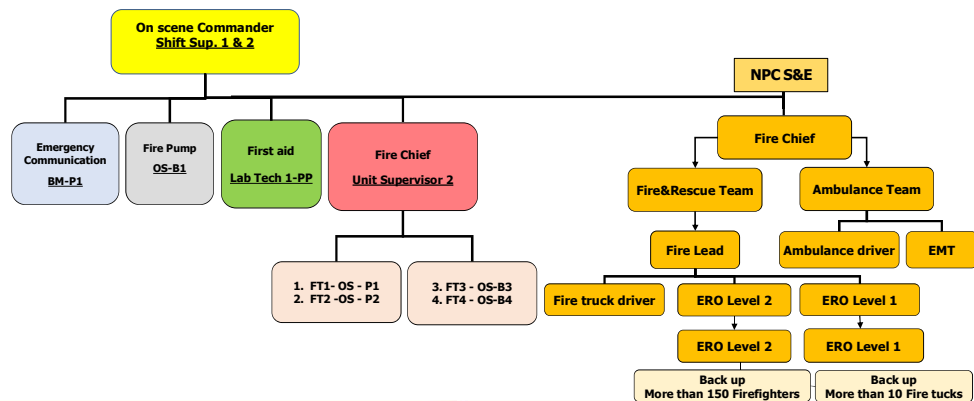 On scene Commander
Shift Sup. 1 & 2
NPC S&E
Emergency
Communication
BM-P1
Fire Pump
OS-B1
First aid
Lab Tech 1-PP
Fire Chief
Unit Supervisor 2
Fire Chief
Fire&Rescue Team
Ambulance Team
Fire Lead
Ambulance driver
EMT
1. FT1- OS - P1
2. FT2 -OS - P2
3. FT3 - OS-B3
4. FT4 - OS-B4
Fire truck driver
ERO Level 2
ERO Level 1
ERO Level 2
ERO Level 1
Back up
More than 150 Firefighters
Back up
More than 10 Fire tucks